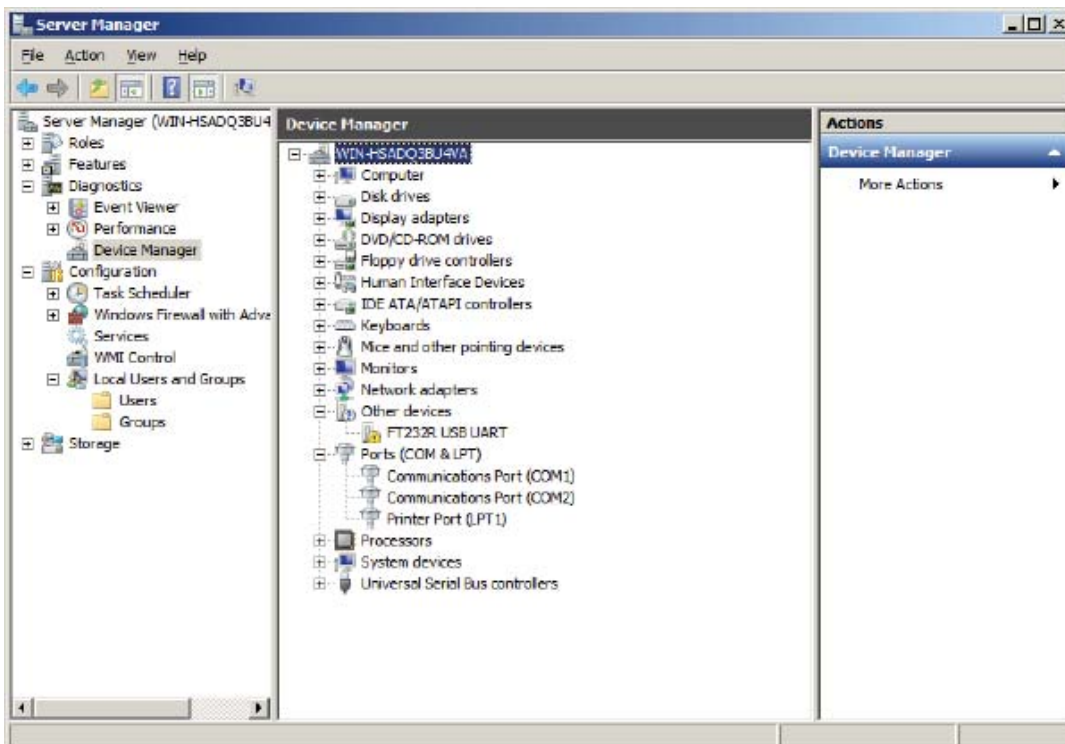 Server Manager
File Action View Help
Server Manager (WIN-HSADQ3BU4
Roles
Features
Diagnostics
Event Viewer
Performance
Device Manager
Configuration
Task Scheduler
Windows Firewall with Adva
Services
WMI Control
Local Users and Groups
Users
Groups
Storage
Device Manager
WIN-HSADQ3BU4VA
Computer
Disk drives
Display adapters
DVD/CD-ROM drives
Floppy drive controllers
Human Interface Devices
IDE ATA/ATAPI controllers
Keyboards
Mice and other pointing devices
Monitors
Network adapters
Other devices
FT232R USB UART
Ports (COM & LPT)
Communications Port (COM1)
Communications Port (COM2)
Printer Port (LPT1)
Processors
System devices
Universal Serial Bus controllers
Actions
Device Manager
More Actions